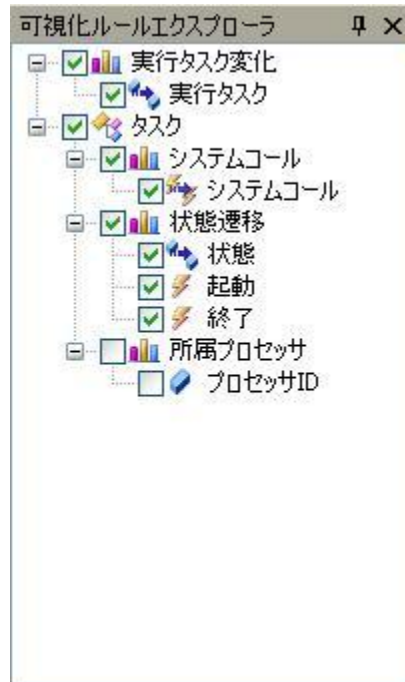 可視化ルールエクスプローラ
実行タスク変化
実行タスク
タスク
システムコール
システムコール
状態遷移
状態
起動
終了
所属プロセッサ
プロセッサID